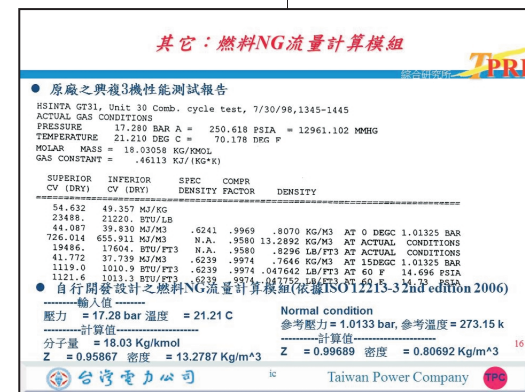 其它：燃料NG流量計算模組
TPRI
綜合研究所
● 原廠之興複3機性能測試報告
HSINTA GT31, Unit 30 Comb. cycle test, 7/30/98,1345-1445
ACTUAL GAS CONDITIONS
PRESSURE 17.280 BAR A = 250.618 PSIA = 12961.102 MMHG
TEMPERATURE 21.210 DEG C = 70.178 DEG F
MOLAR MASS = 18.03058 KG/KMOL
GAS CONSTANT = .46113 KJ/(KG*K)
SUPERIOR INFERIOR SPEC COMPR
CV (DRY) CV (DRY) DENSITY FACTOR DENSITY
54.632 49.357 MJ/KG
23488. 21220. BTU/LB
44.087 39.830 MJ/M3 .6241 .9969 .8070 KG/M3 AT 0 DEGC 1.01325 BAR
726.014 655.911 MJ/M3 N.A. .9580 13.2892 KG/M3 AT ACTUAL CONDITIONS
19486. 17604. BTU/FT3 N.A. .9580 .8296 LB/FT3 AT ACTUAL CONDITIONS
41.772 37.739 MJ/M3 .6239 .9974 .7646 KG/M3 AT 15DEGC 1.01325 BAR
1119.0 1010.9 BTU/FT3 .6239 .9974 .047642 LB/FT3 AT 60 F 14.696 PSIA
1121.6 1013.3 BTU/FT3 .6239 .9974 .047752 LB/FT3 AT 60 F 14.73 PSIA
● 自行開發設計之燃料NG流量計算模組(依據ISO 12213-32nd edition 2006)
---------輸入值 --------
壓力 = 17.28 bar 溫度 = 21.21 C
----------計算值--------------------
分子量 = 18.03 Kg/kmol
Z = 0.95867 密度 = 13.2787 Kg/m^3
Normal condition
參考壓力 = 1.0133 bar, 參考溫度 = 273.15 k
----------計算值--------------------
Z = 0.99689 密度 = 0.80692 Kg/m^3
16
台灣電力公司 ic Taiwan Power Company TPC